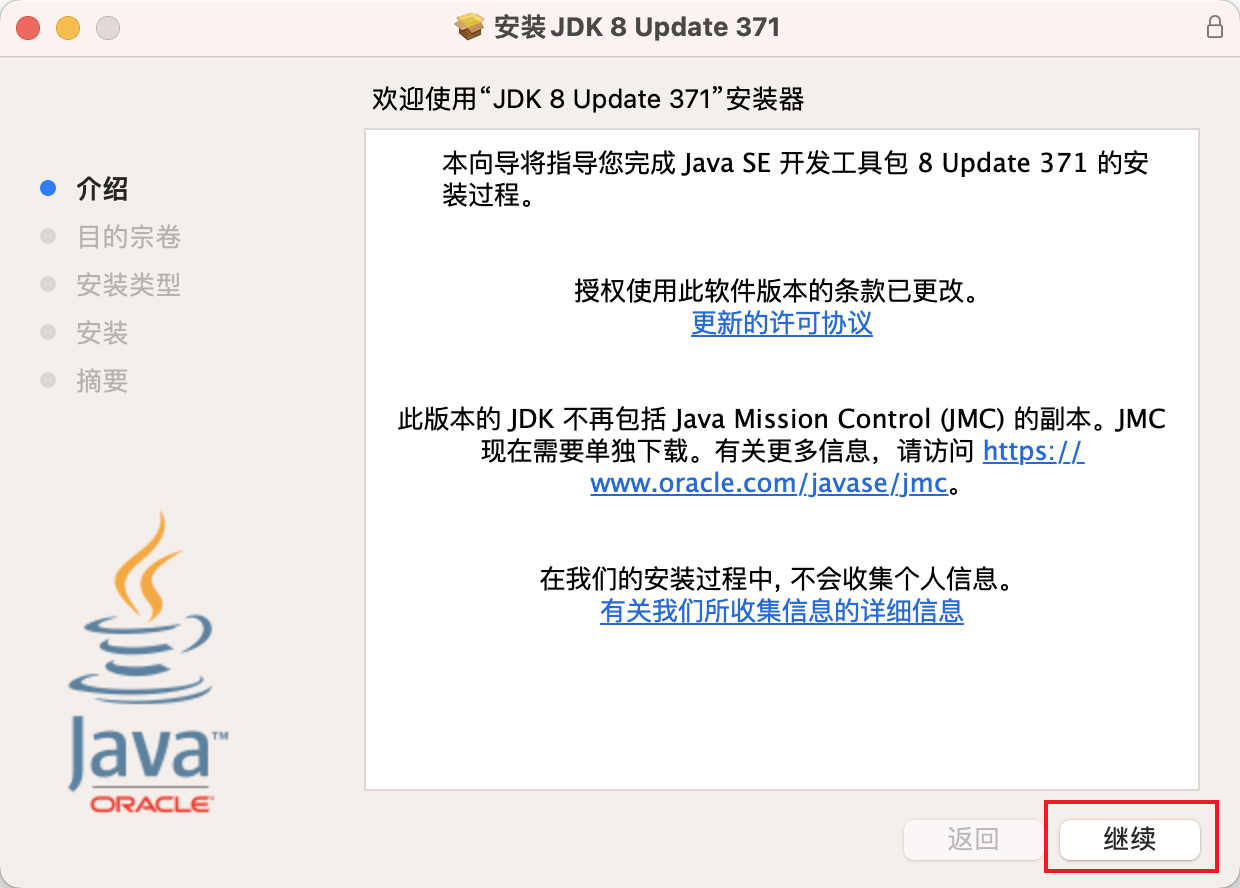 安装JDK 8 Update 371
欢迎使用“JDK 8 Update 371”安装器
介绍
目的宗卷
安装类型
安装
摘要
本向导将指导您完成 Java SE 开发工具包 8 Update 371 的安
装过程。
授权使用此软件版本的条款已更改。
更新的许可协议
此版本的 JDK 不再包括 Java Mission Control (JMC) 的副本。JMC
现在需要单独下载。有关更多信息，请访问 https://
www.oracle.com/javase/jmc。
在我们的安装过程中, 不会收集个人信息。
有关我们所收集信息的详细信息
Java™
ORACLE
返回
继续